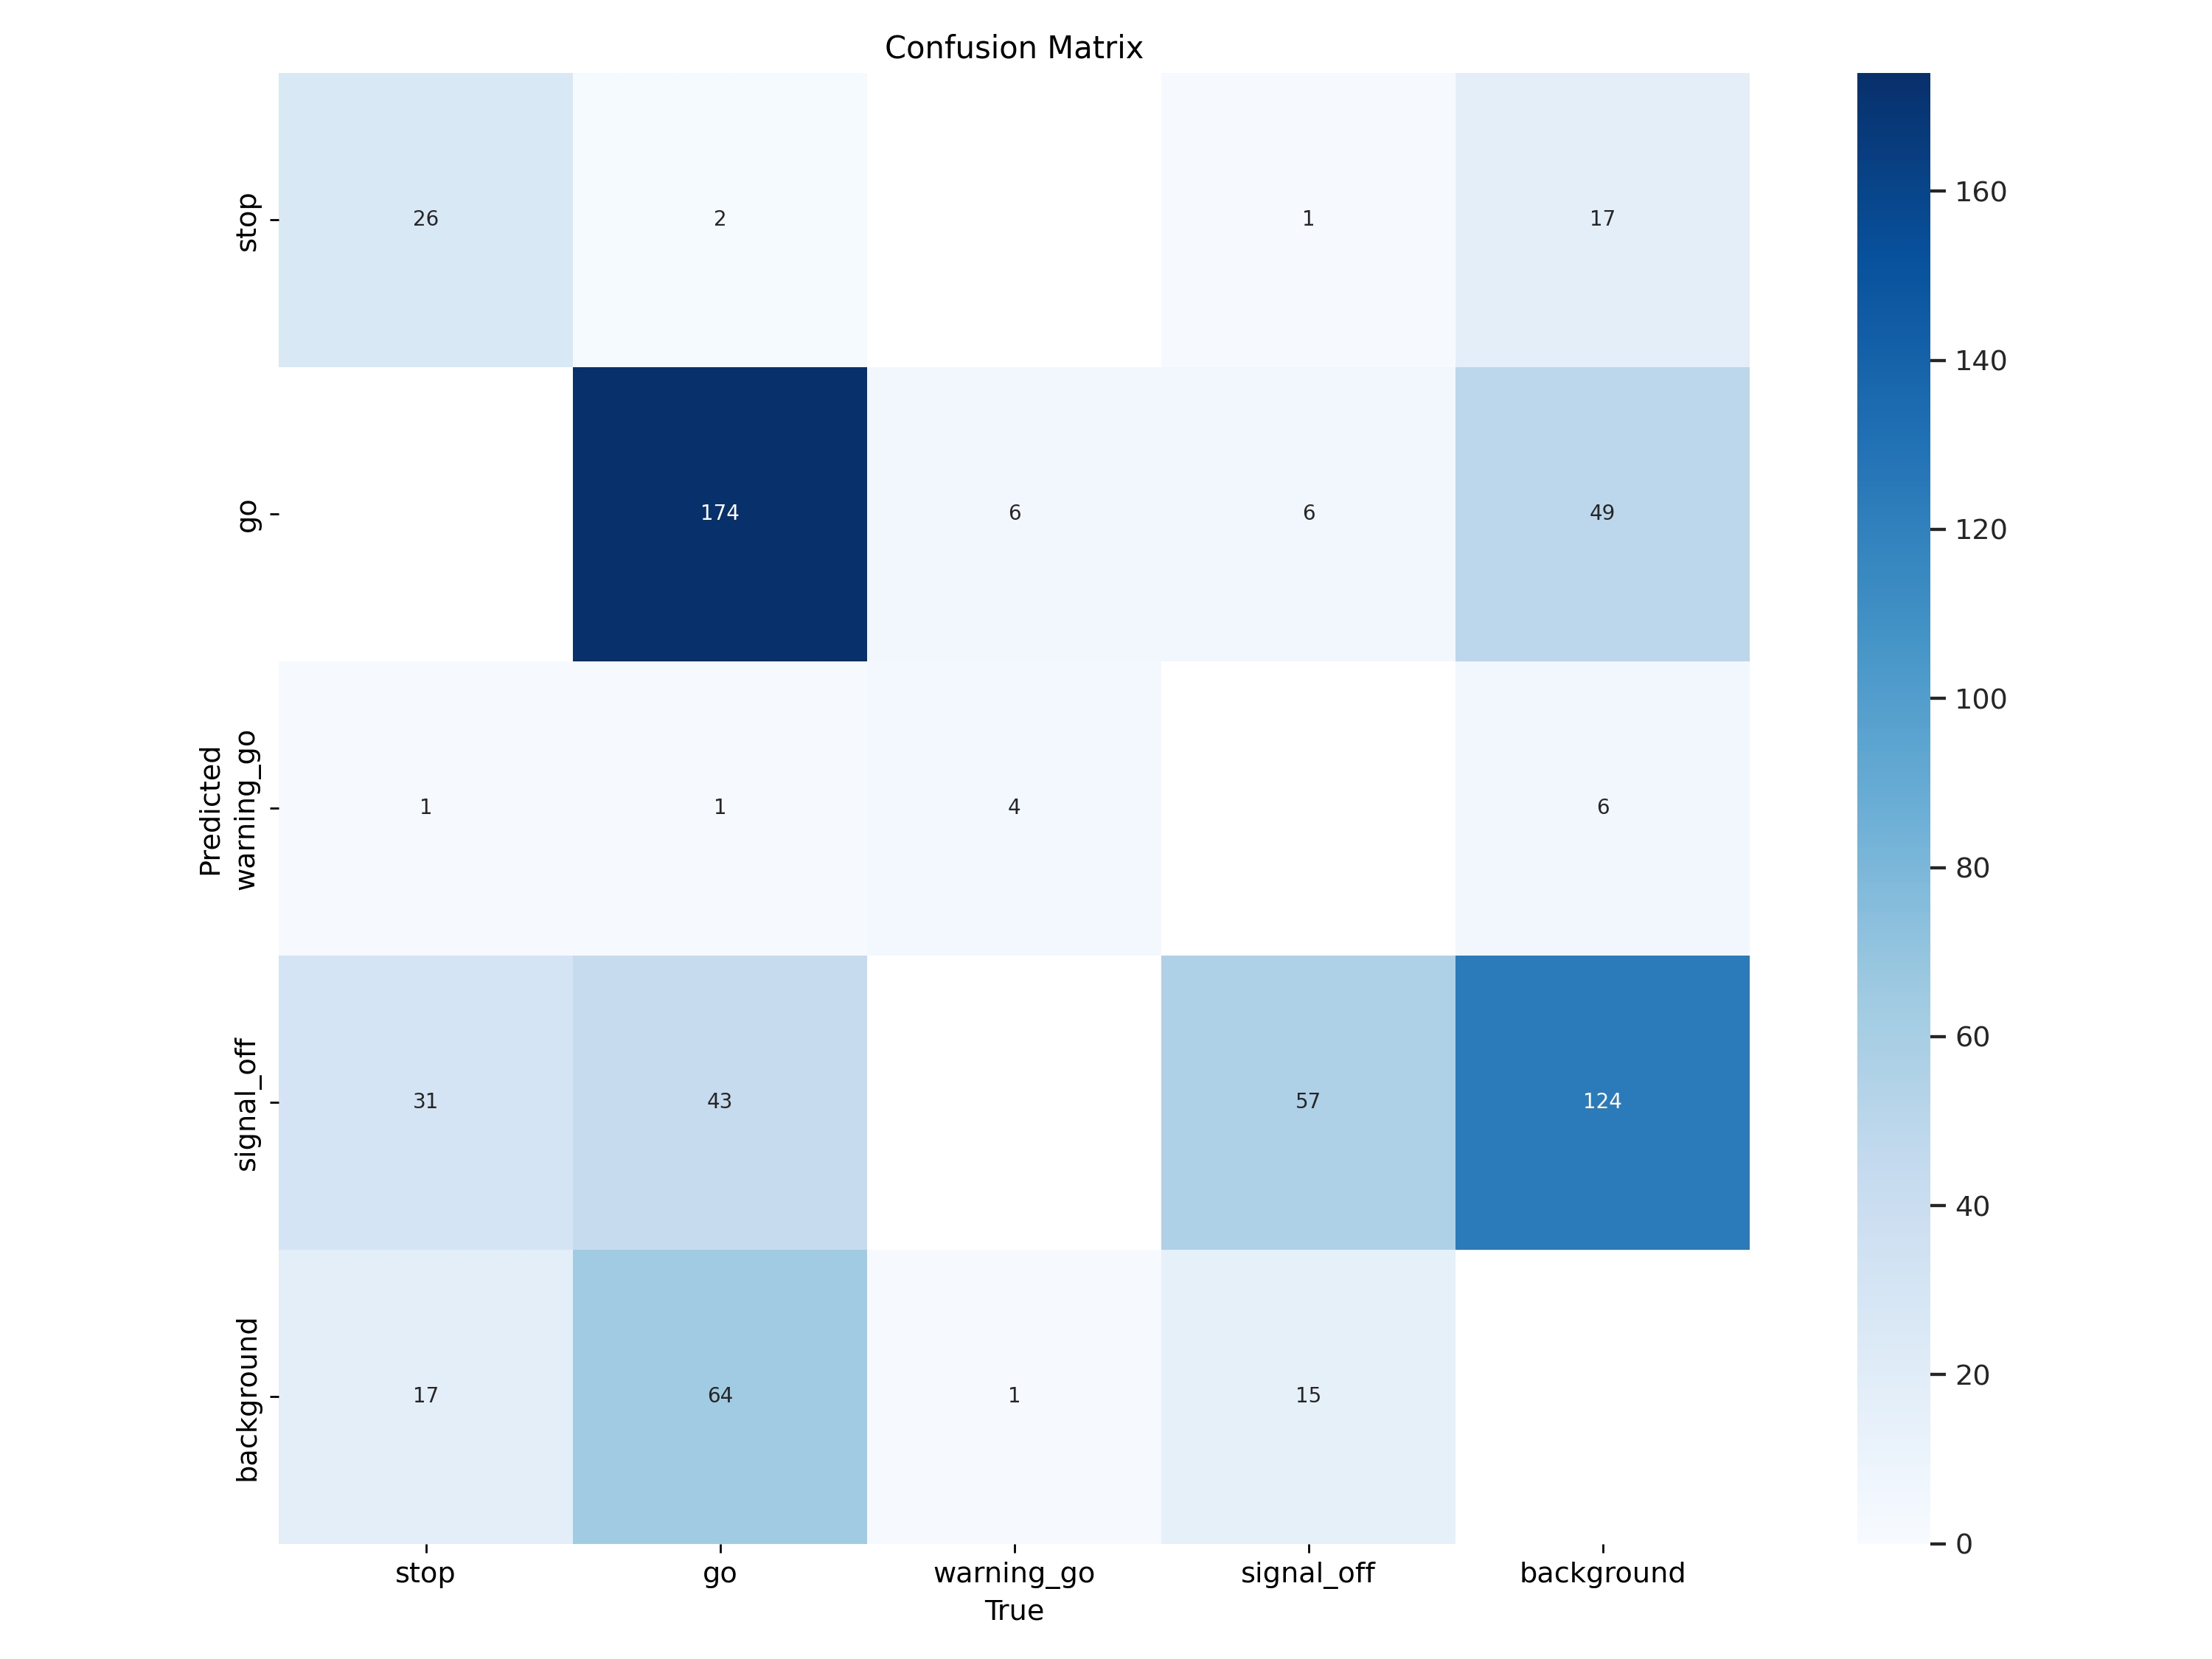 Confusion Matrix
Predicted
stop
26 2 1 17
go
174 6 6 49
warning_go
1 1 4 6
signal_off
31 43 57 124
background
17 64 1 15
stop go warning_go signal_off background
True
160
140
120
100
80
60
40
20
0